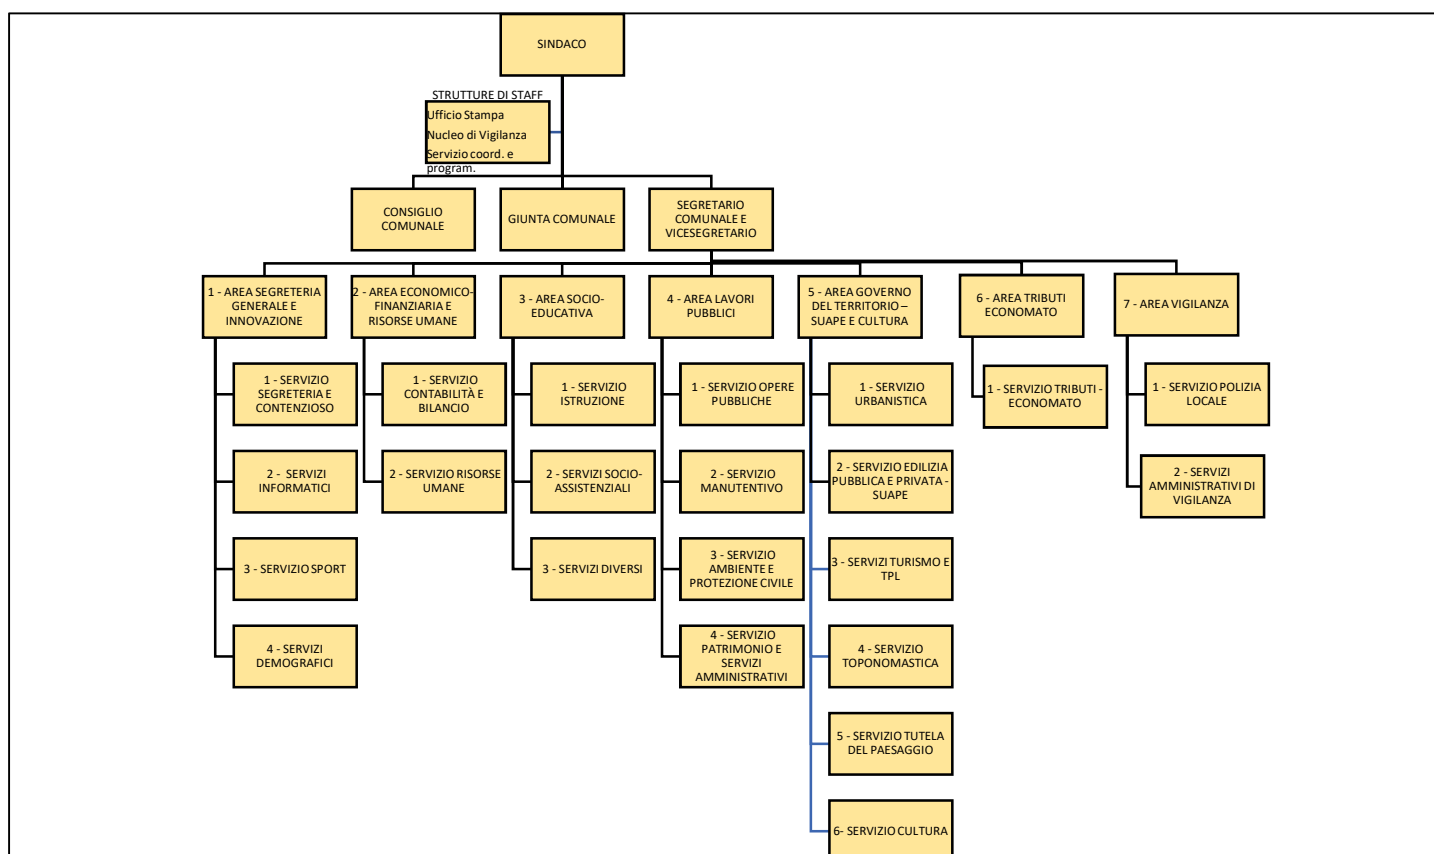 SINDACO
STRUTTURE DI STAFF
Ufficio Stampa
Nucleo di Vigilanza
Servizio coord. e
program.
CONSIGLIO
COMUNALE
GIUNTA COMUNALE
SEGRETARIO
COMUNALE E
VICESEGRETARIO
1 - AREA SEGRETERIA
GENERALE E
INNOVAZIONE
2 - AREA ECONOMICO-
FINANZIARIA E
RISORSE UMANE
3 - AREA SOCIO-
EDUCATIVA
4 - AREA LAVORI
PUBBLICI
5 - AREA GOVERNO
DEL TERRITORIO –
SUAPE E CULTURA
6 - AREA TRIBUTI
ECONOMATO
7 - AREA VIGILANZA
1 - SERVIZIO
SEGRETERIA E
CONTENZIOSO
2 - SERVIZI
INFORMATICI
3 - SERVIZIO SPORT
4 - SERVIZI
DEMOGRAFICI
1 - SERVIZIO
CONTABILITÀ E
BILANCIO
2 - SERVIZIO RISORSE
UMANE
1 - SERVIZIO
ISTRUZIONE
2 - SERVIZI SOCIO-
ASSISTENZIALI
3 - SERVIZI DIVERSI
1 - SERVIZIO OPERE
PUBBLICHE
2 - SERVIZIO
MANUTENTIVO
3 - SERVIZIO
AMBIENTE E
PROTEZIONE CIVILE
4 - SERVIZIO
PATRIMONIO E
SERVIZI
AMMINISTRATIVI
1 - SERVIZIO
URBANISTICA
2 - SERVIZIO EDILIZIA
PUBBLICA E PRIVATA -
SUAPE
3 - SERVIZI TURISMO E
TPL
4 - SERVIZIO
TOPONOMASTICA
5 - SERVIZIO TUTELA
DEL PAESAGGIO
6- SERVIZIO CULTURA
1 - SERVIZIO TRIBUTI -
ECONOMATO
1 - SERVIZIO POLIZIA
LOCALE
2 - SERVIZI
AMMINISTRATIVI DI
VIGILANZA